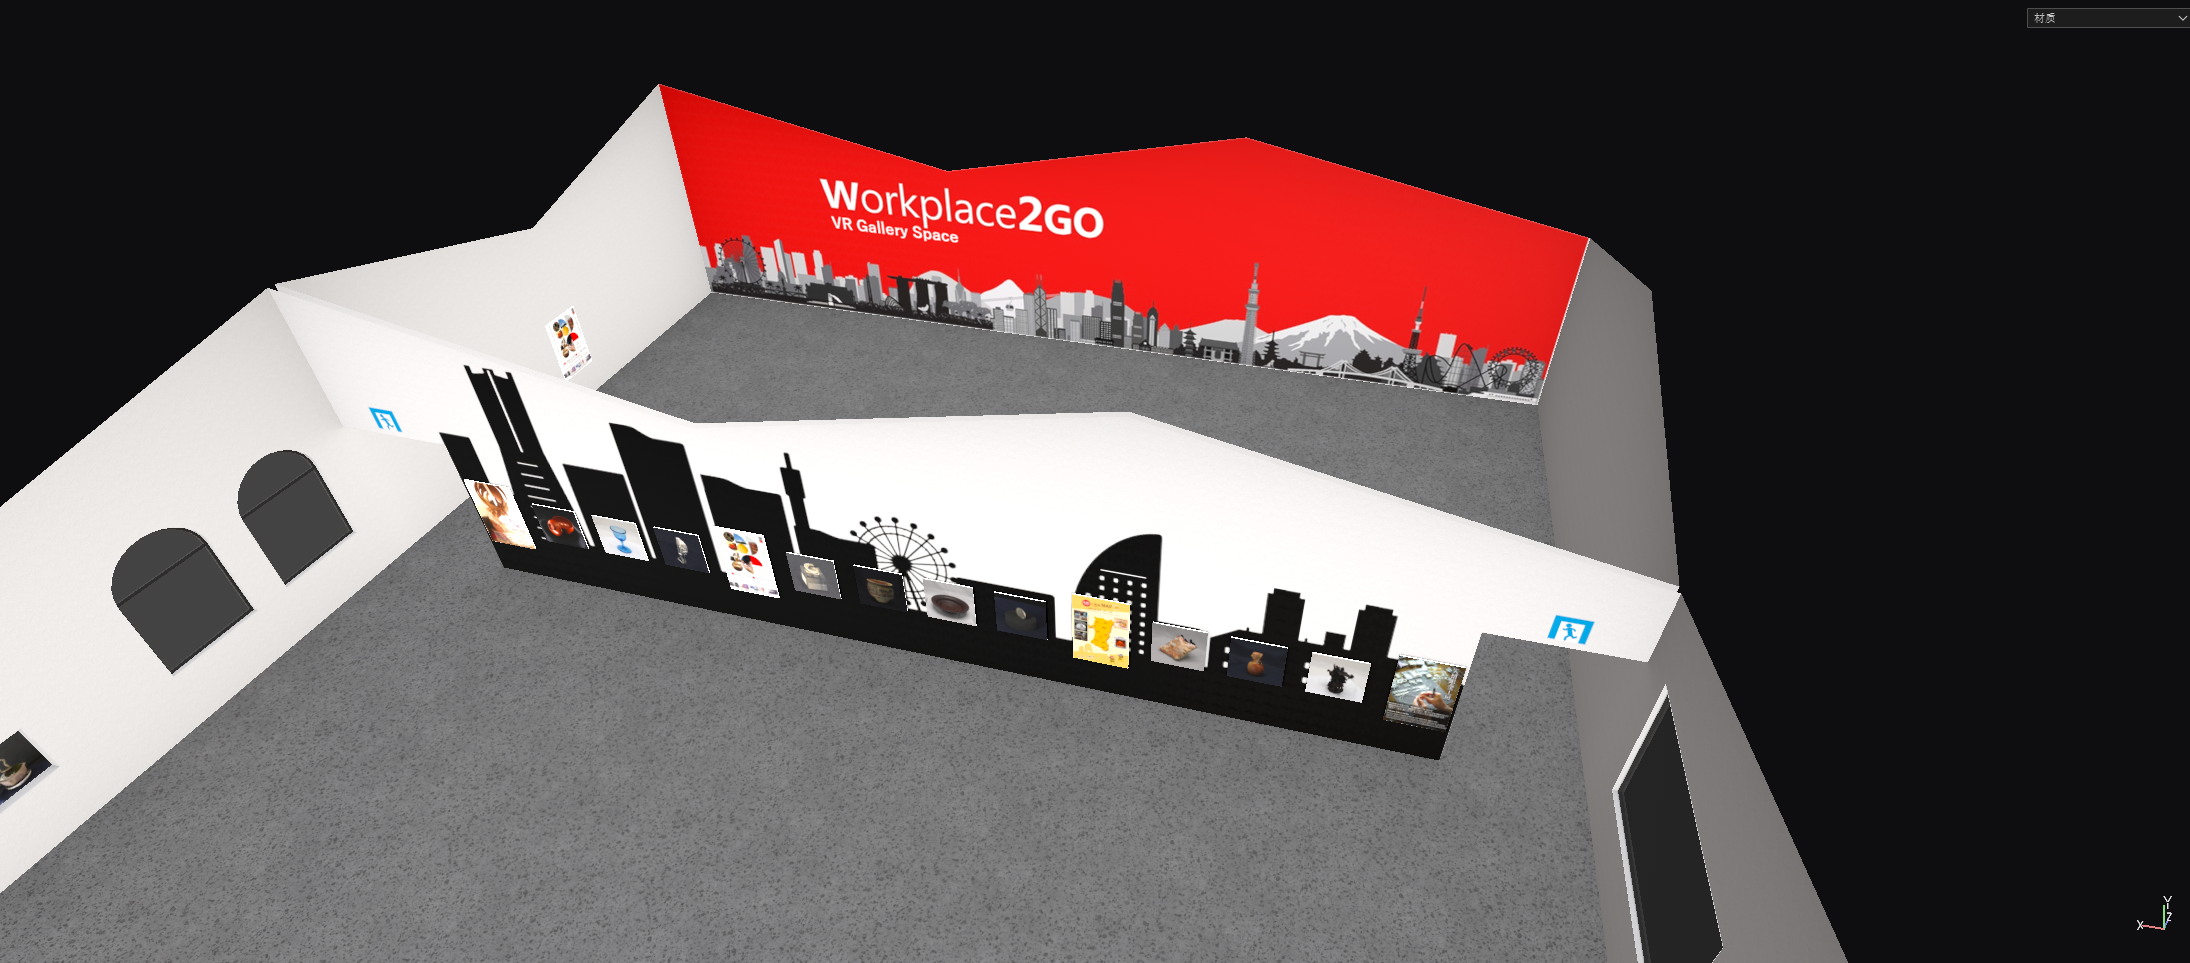 材质
Workplace2GO
VR Gallery Space
Y
Z
X